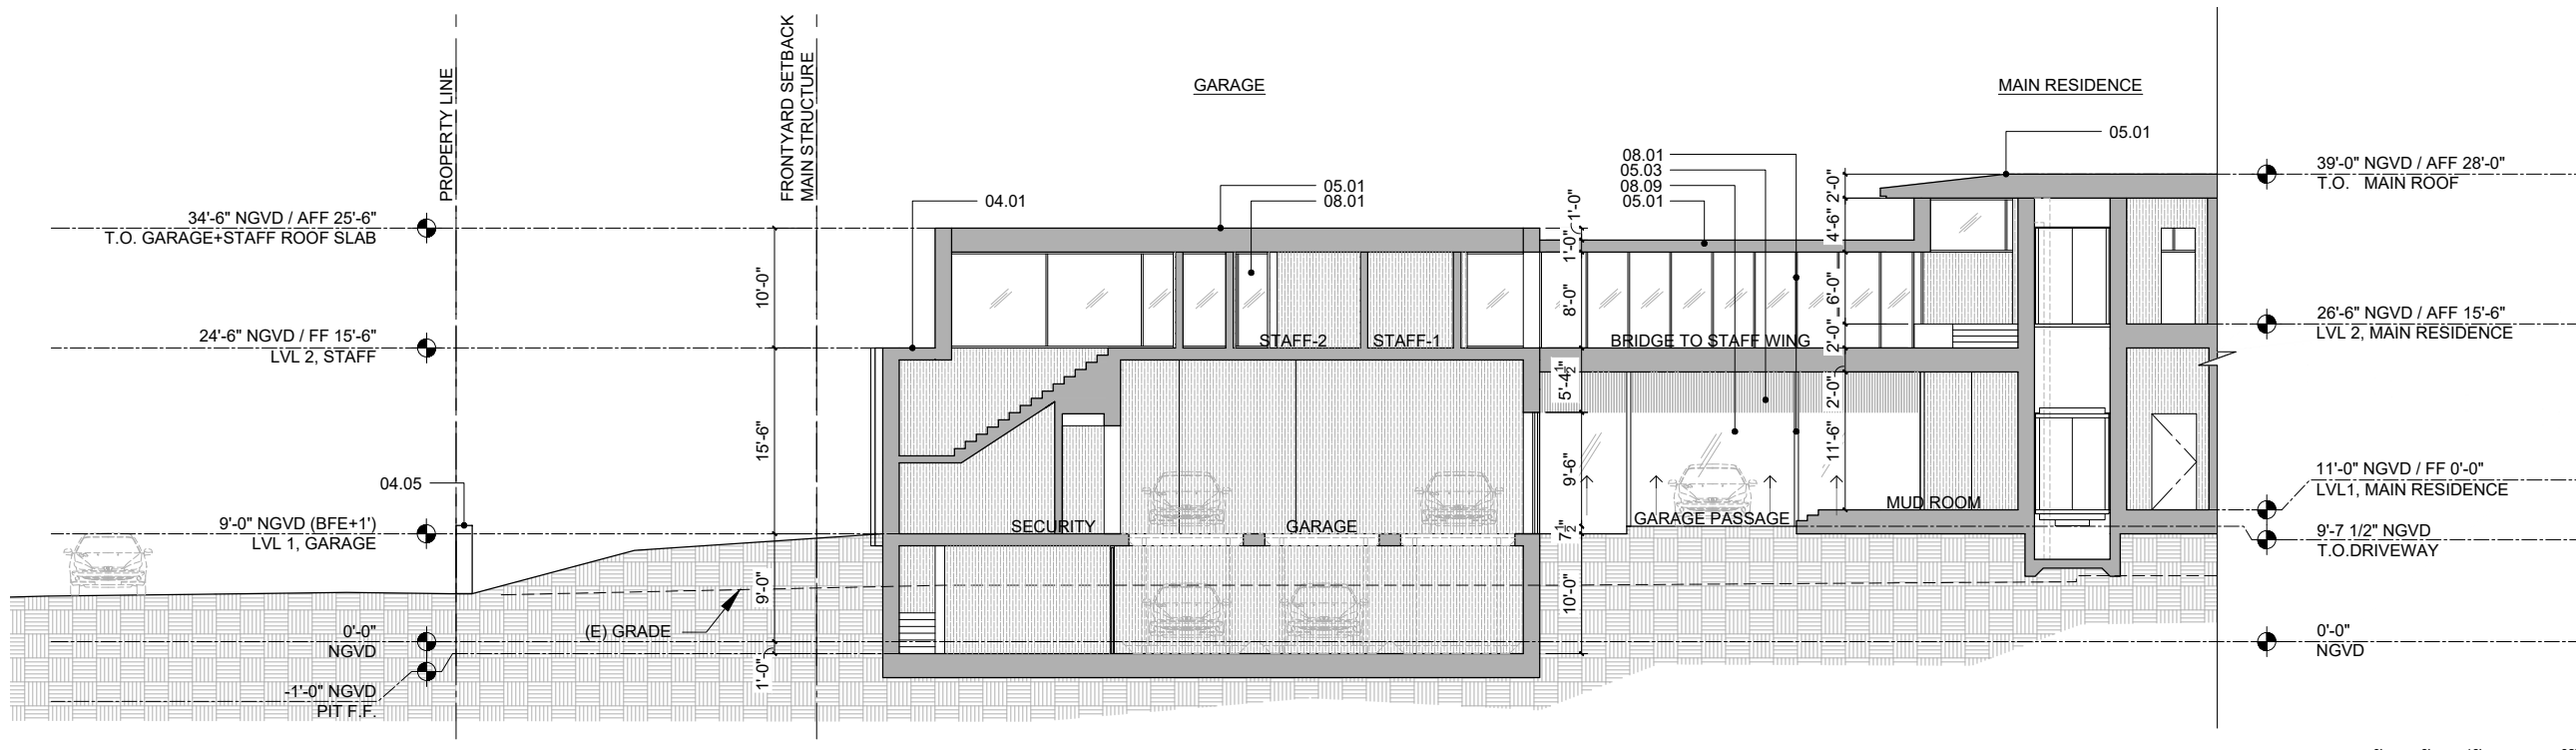 PROPERTY LINE
FRONTYARD SETBACK
MAIN STRUCTURE
GARAGE
MAIN RESIDENCE
05.01
08.01
05.03
08.09
05.01
05.01
08.01
04.01
04.05
34'-6" NGVD / AFF 25'-6"
T.O. GARAGE+STAFF ROOF SLAB
24'-6" NGVD / FF 15'-6"
LVL 2, STAFF
9'-0" NGVD (BFE+1')
LVL 1, GARAGE
0'-0"
NGVD
-1'-0" NGVD
PIT F.F.
10'-0"
15'-6"
9'-0"
1'-0"
(E) GRADE
STAFF-2
STAFF-1
BRIDGE TO STAFF WING
SECURITY
GARAGE
GARAGE PASSAGE
MUD ROOM
1'-0"
1'-0"
8'-0"
5'-4 1/2"
9'-6"
7 1/2"
10'-0"
2'-0"
4'-6"
6'-0"
2'-0"
2'-0"
11'-6"
39'-0" NGVD / AFF 28'-0"
T.O. MAIN ROOF
26'-6" NGVD / AFF 15'-6"
LVL 2, MAIN RESIDENCE
11'-0" NGVD / FF 0'-0"
LVL1, MAIN RESIDENCE
9'-7 1/2" NGVD
T.O.DRIVEWAY
0'-0"
NGVD